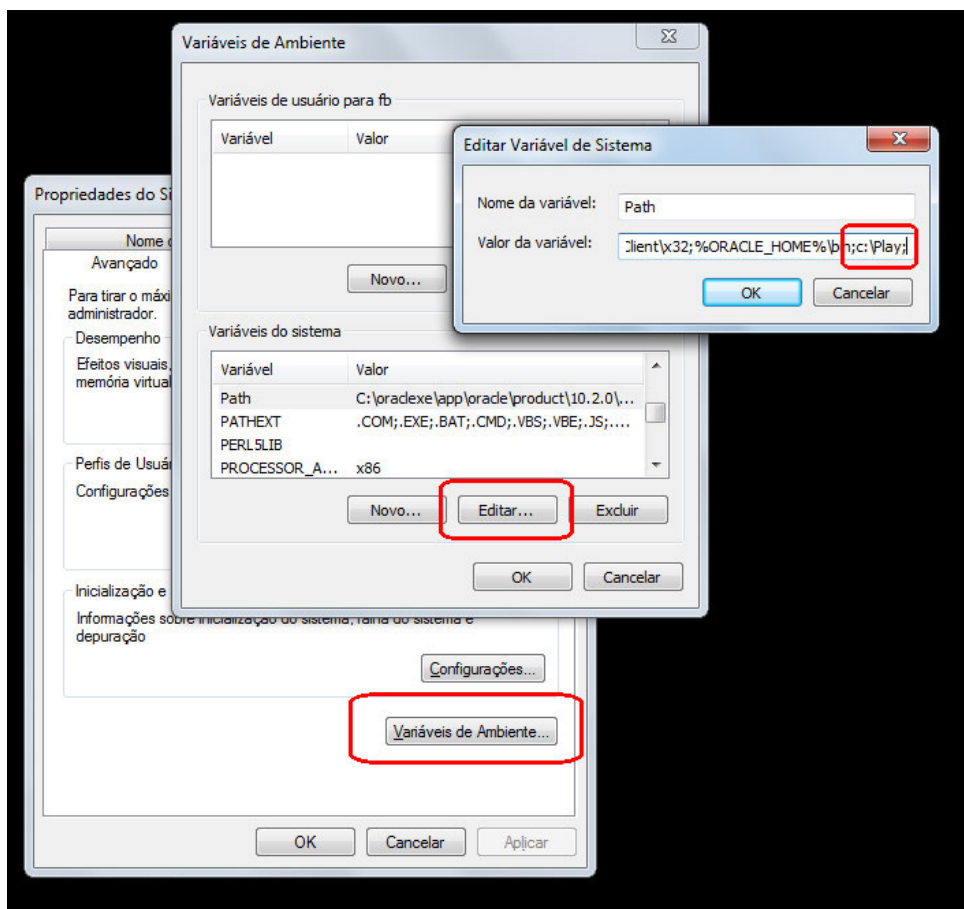 Variáveis de Ambiente
Variáveis de usuário para fb
Variável Valor
Novo...
Editar Variável de Sistema
Nome da variável: Path
Valor da variável: Client\x32;%ORACLE_HOME%\bin;c:\Play;
OK Cancelar
Variáveis do sistema
Variável Valor
Path C:\oraclexe\app\oracle\product\10.2.0\...
PATHEXT .COM;.EXE;.BAT;.CMD;.VBS;.VBE;.JS;....
PERL5LIB
PROCESSOR_A... x86
Novo... Editar... Excluir
OK Cancelar
Propriedades do Si
Nome
Avançado
Para tirar o máxi
administrador.
Desempenho
Efeitos visuais,
memória virtual
Perfis de Usuár
Configurações
Inicialização e
Informações sobre inicialização do sistema, falha do sistema e
depuração
Configurações...
Variáveis de Ambiente...
OK Cancelar Aplicar